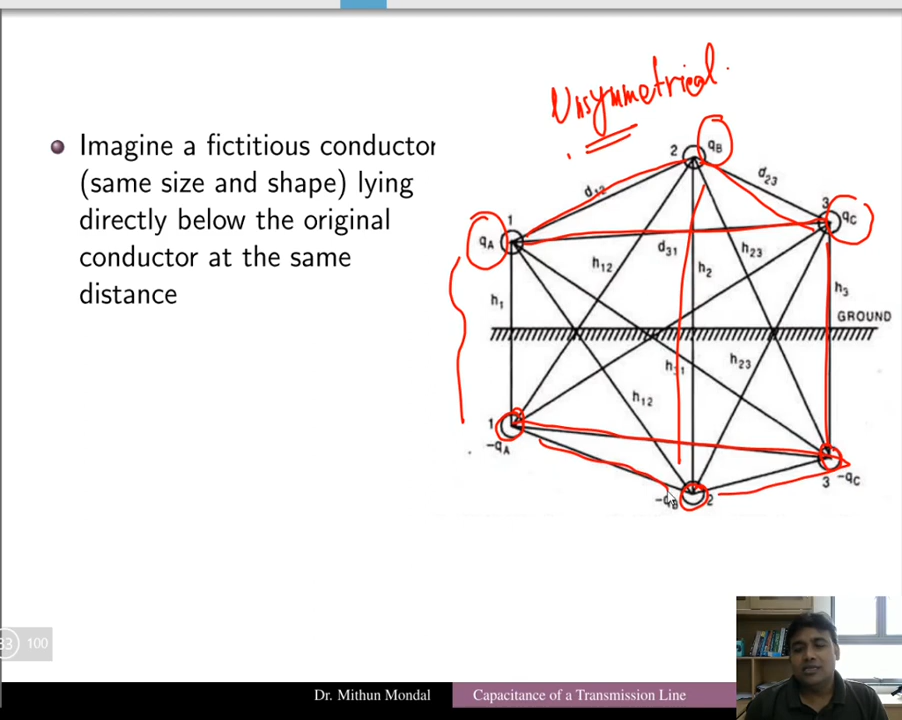 Unsymmetrical
Imagine a fictitious conductor
(same size and shape) lying
directly below the original
conductor at the same
distance
2 qB
d12
d23
3 qC
1
qA
d31
h12
h2
h23
h1
h3
GROUND
h31
h23
h12
1
-qA
2
3 -qC
33 100
Dr. Mithun Mondal
Capacitance of a Transmission Line